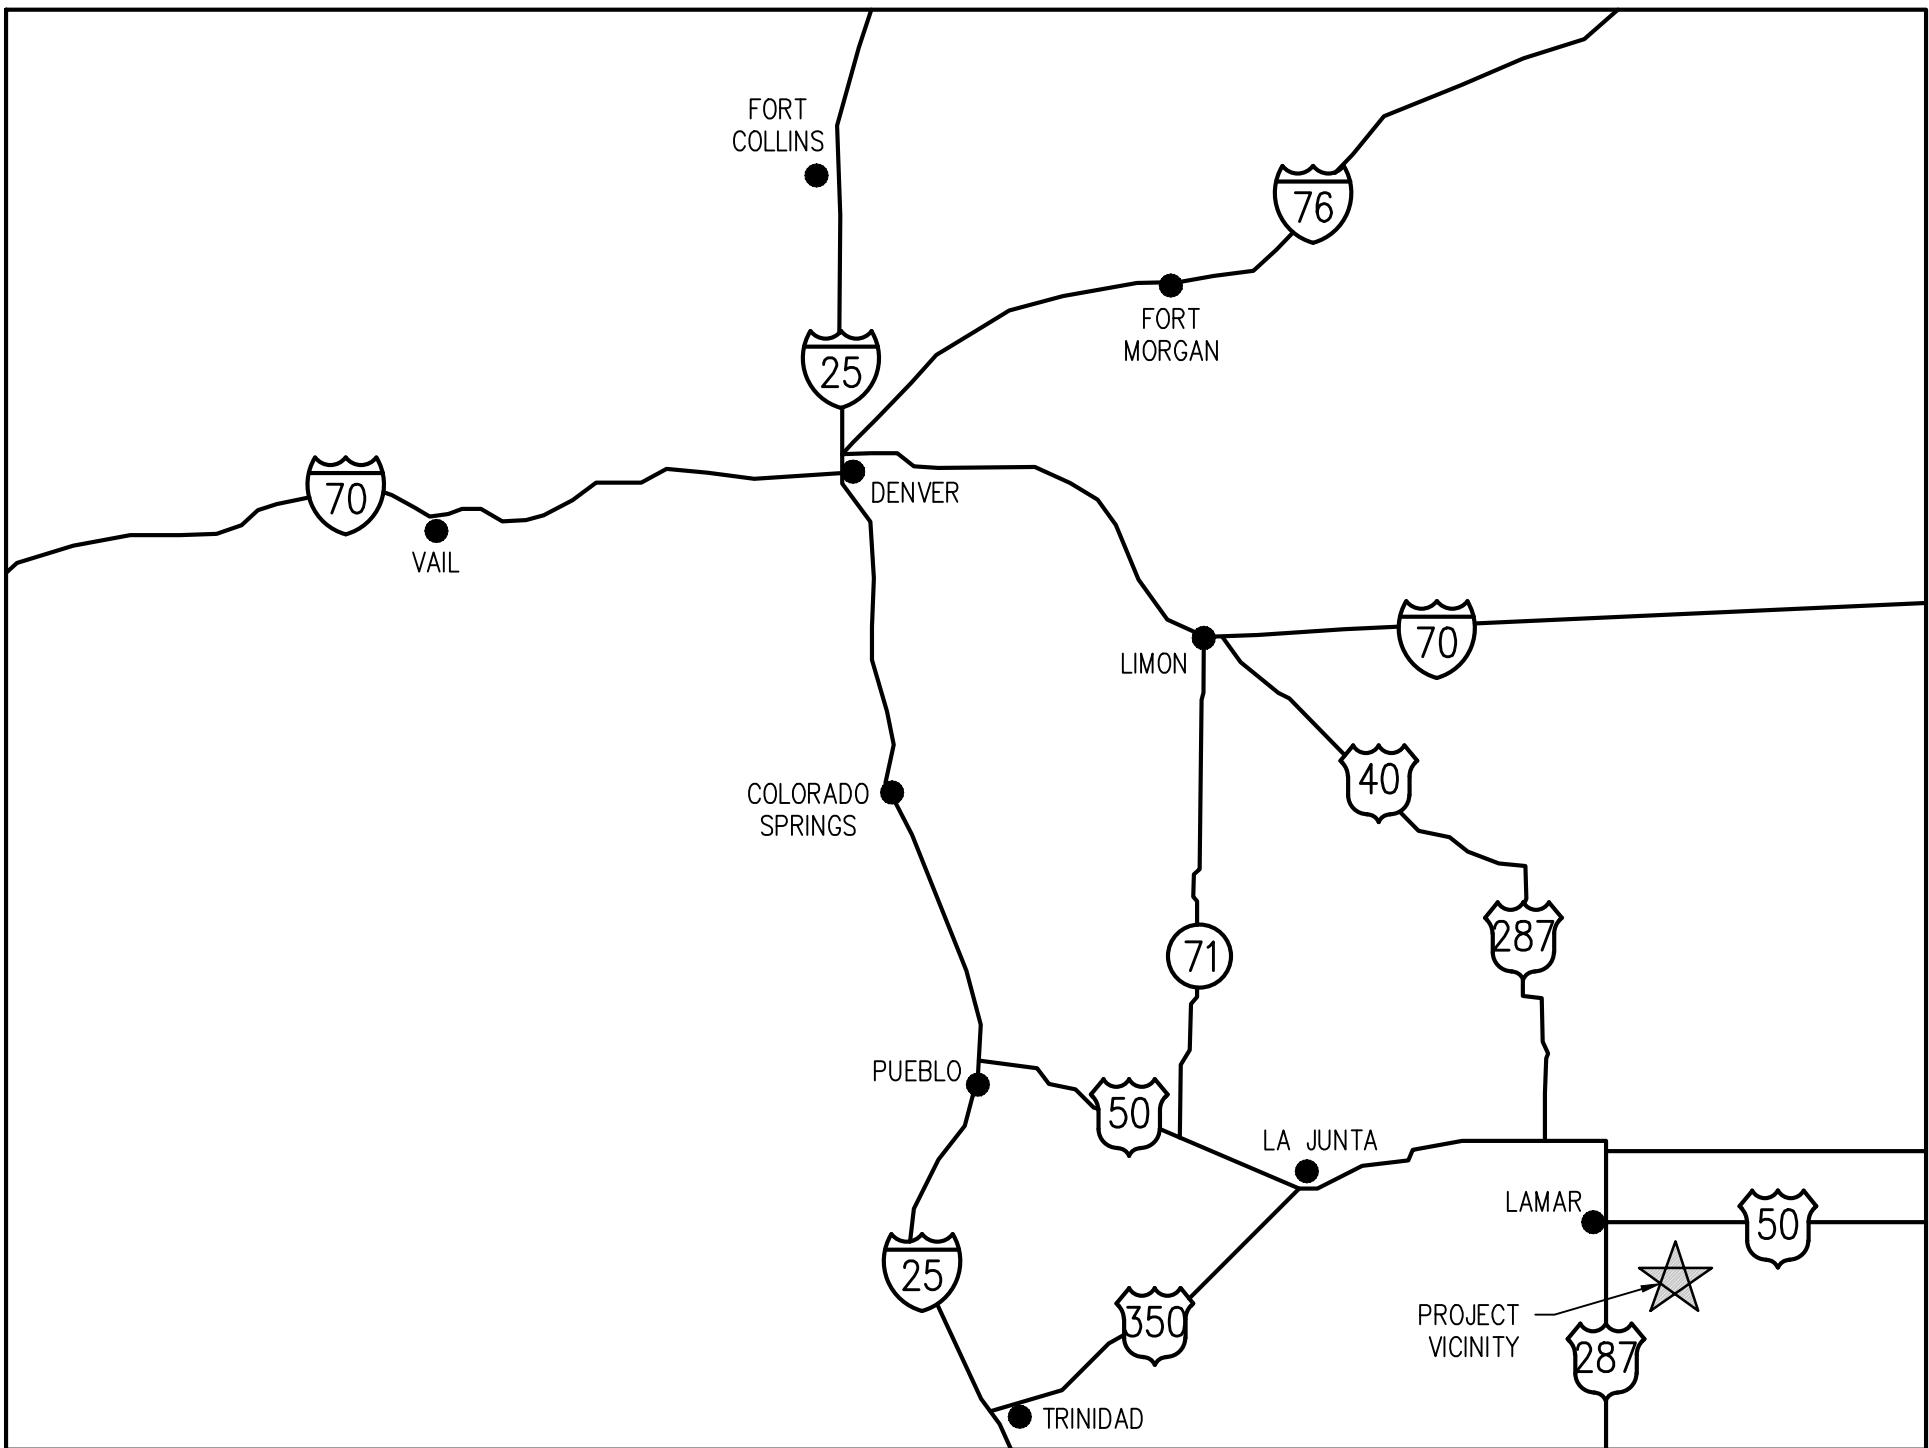 FORT
COLLINS
76
FORT
MORGAN
25
70
DENVER
VAIL
70
LIMON
40
COLORADO
SPRINGS
287
71
PUEBLO
50
LA JUNTA
LAMAR
50
25
350
PROJECT
VICINITY
287
TRINIDAD